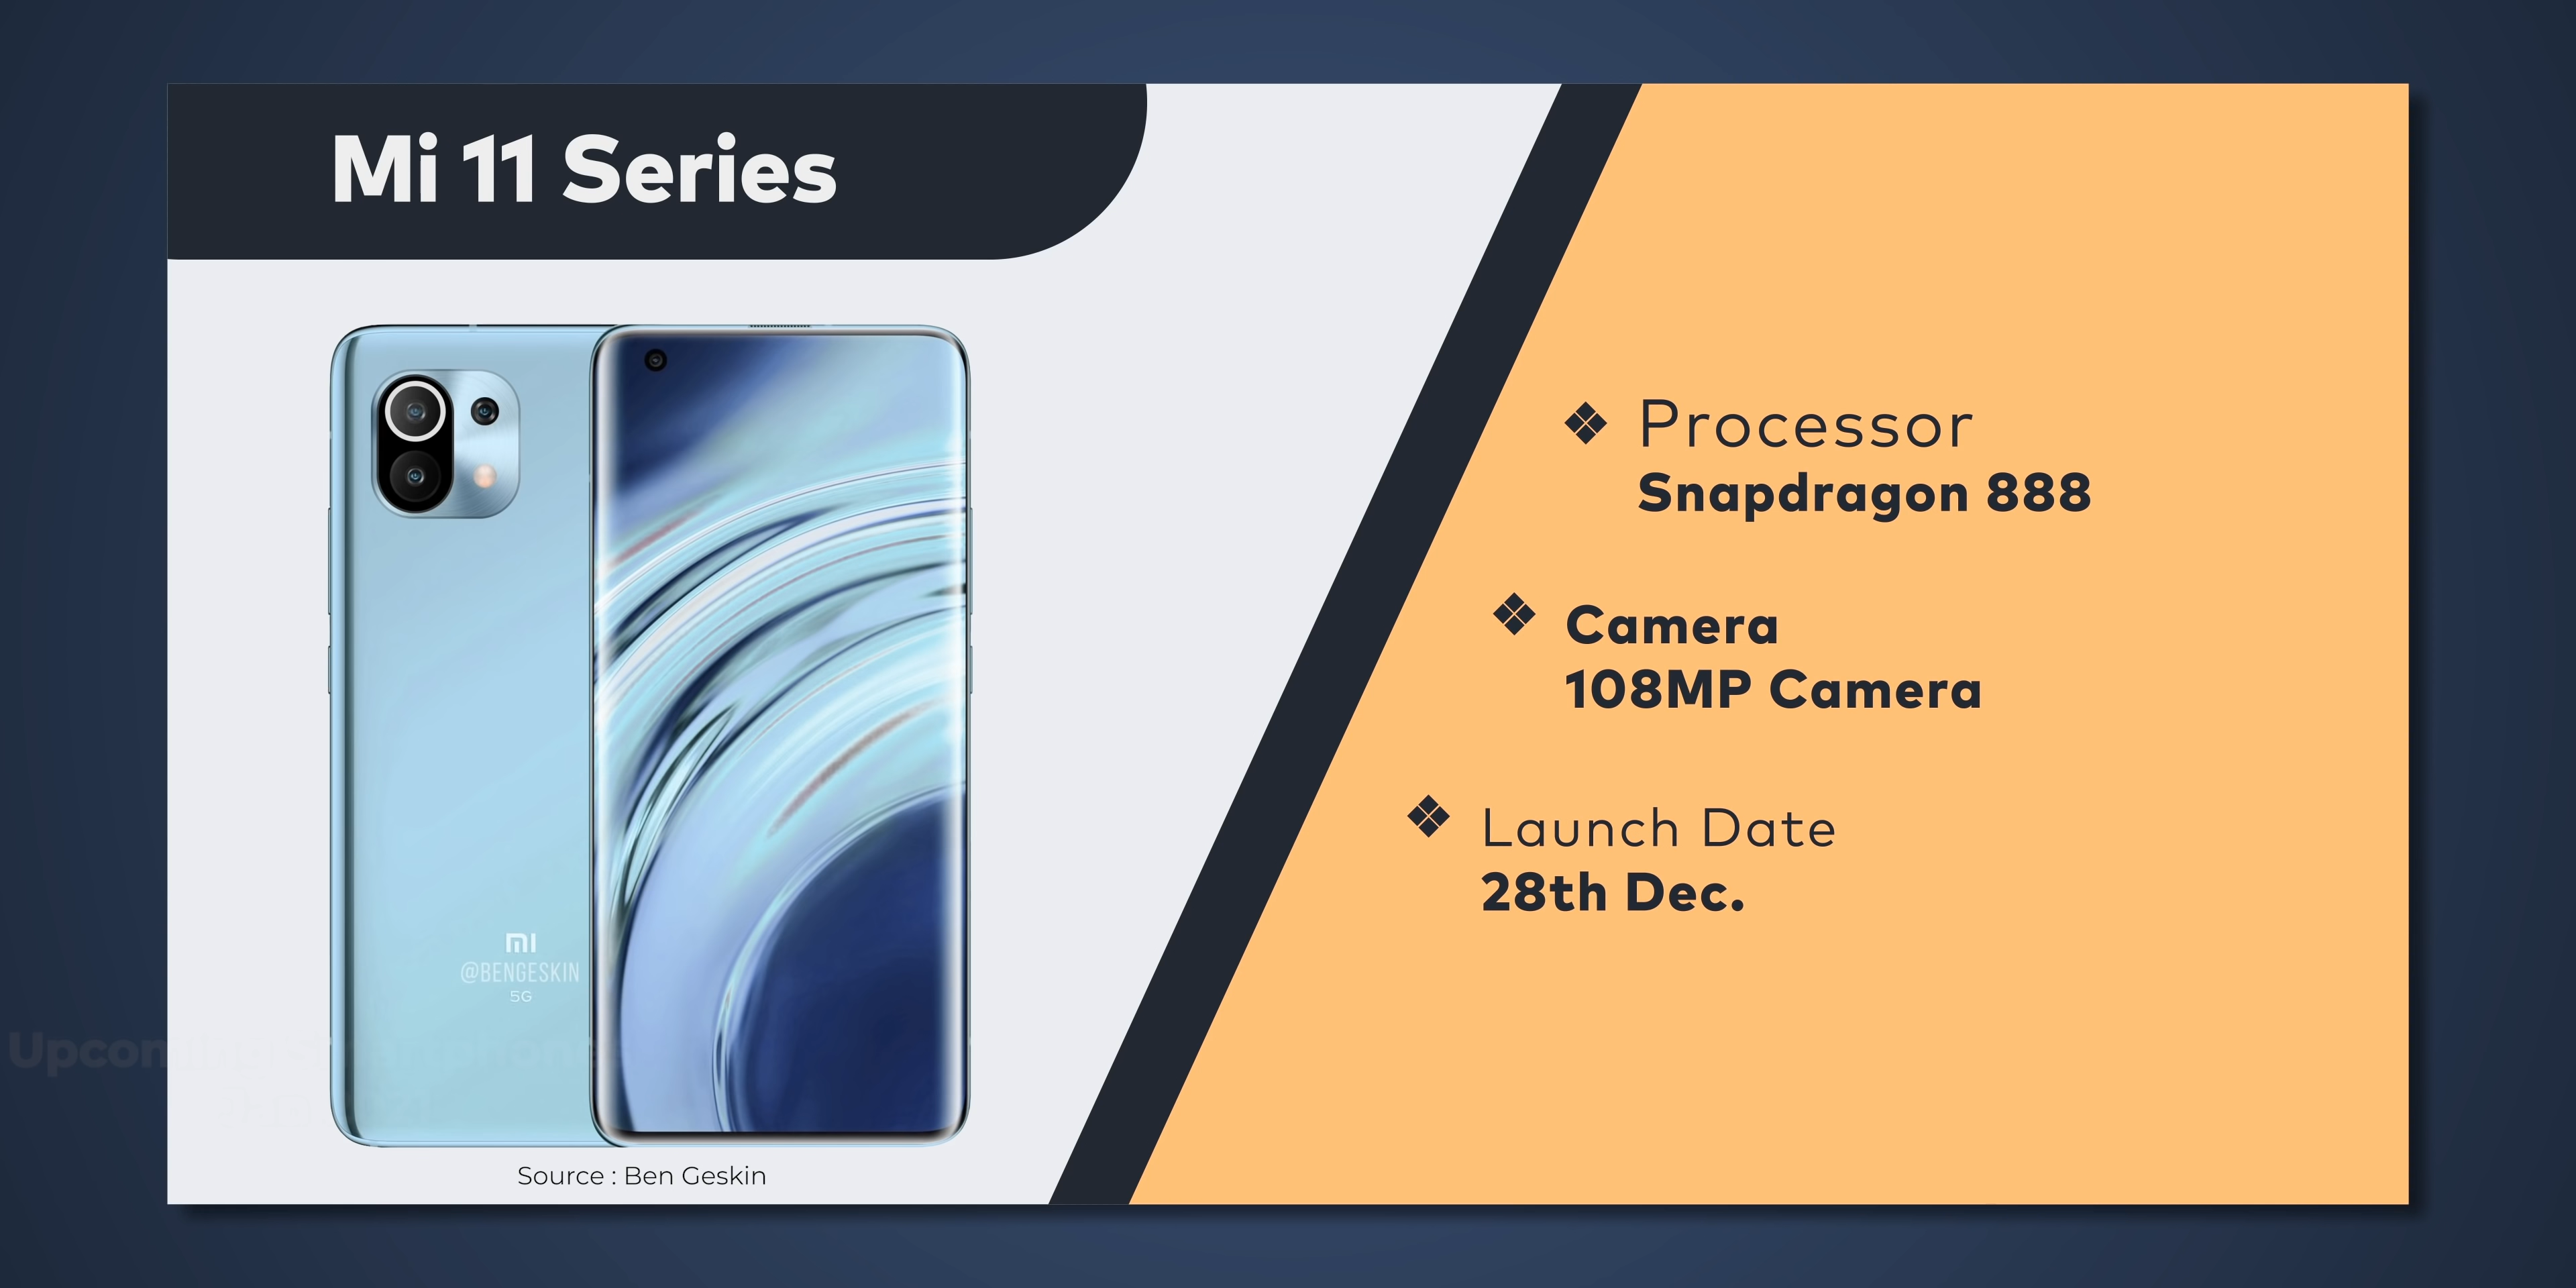 Mi 11 Series
Processor
Snapdragon 888
Camera
108MP Camera
Launch Date
28th Dec.
MI
@BENGESKIN
5G
Source : Ben Geskin